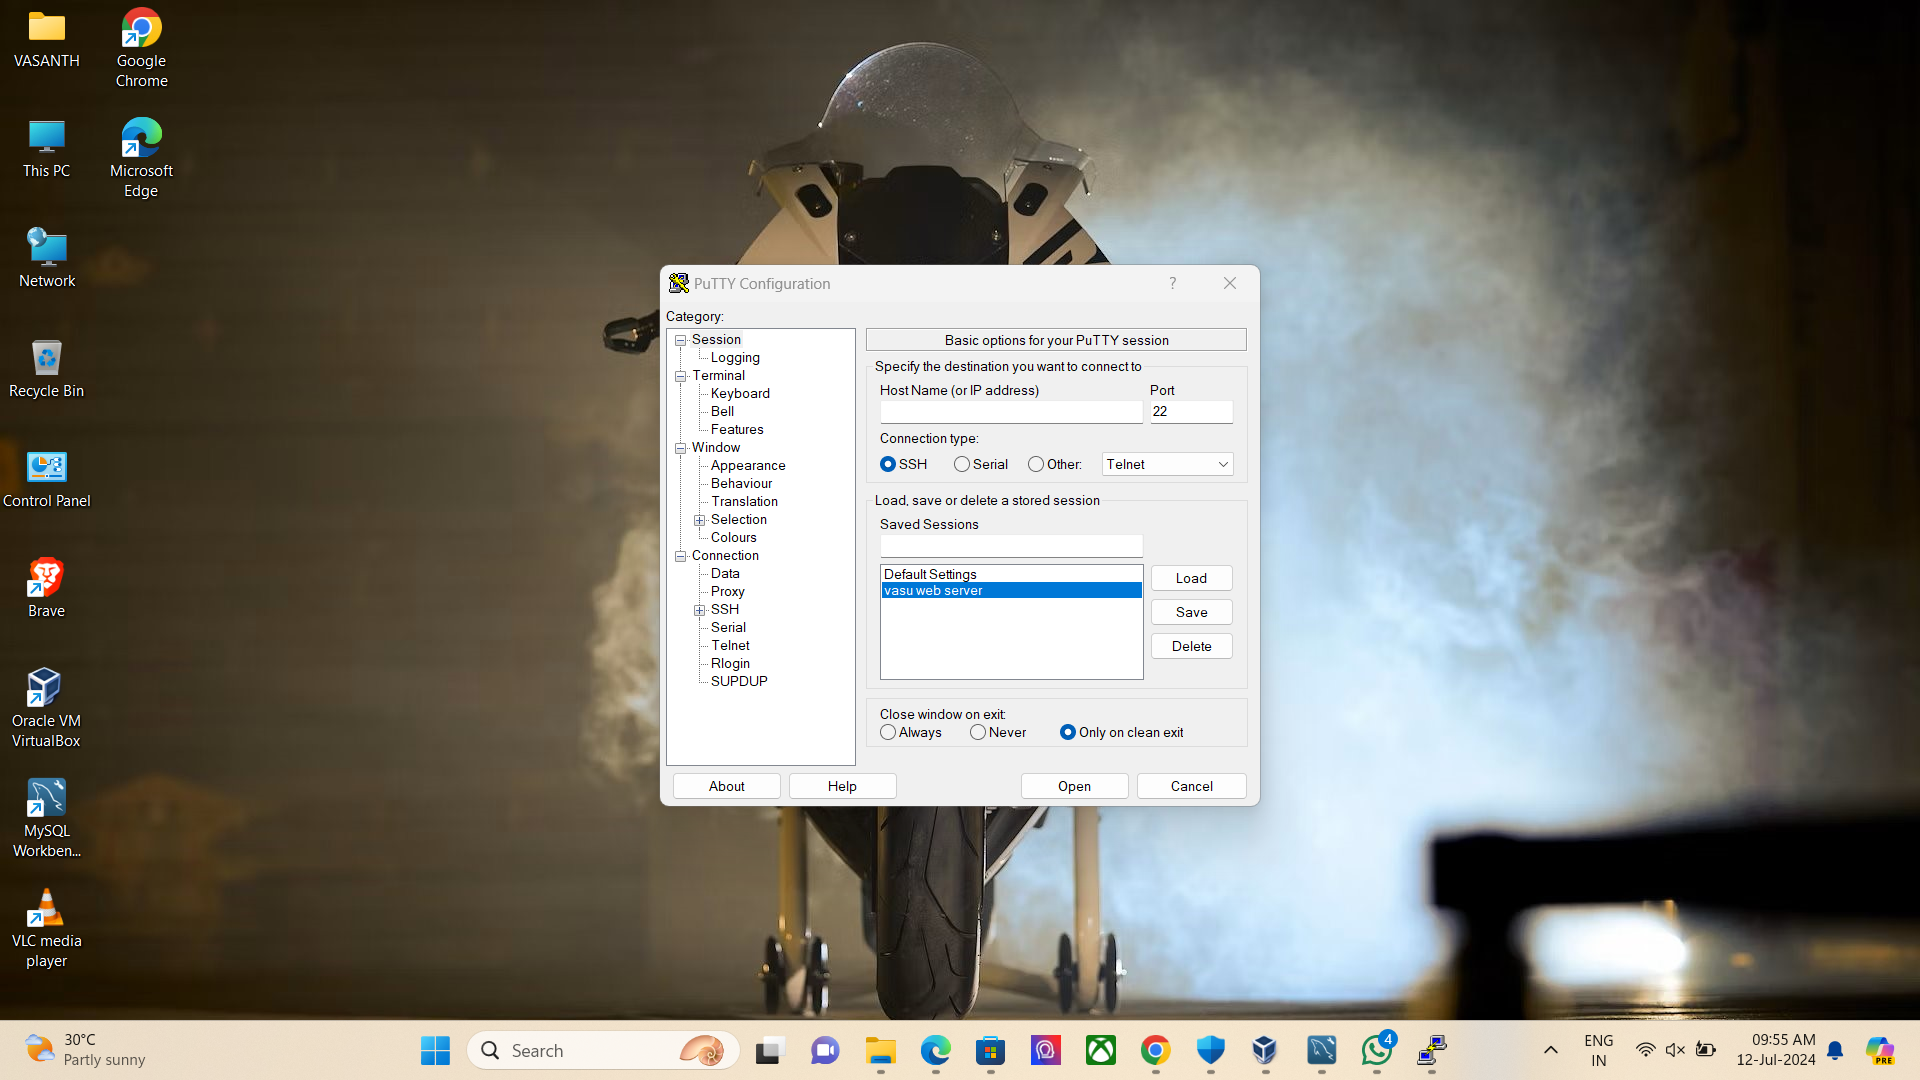 VASANTH
Google
Chrome
This PC
Microsoft
Edge
Network
Recycle Bin
Control Panel
Brave
Oracle VM
VirtualBox
MySQL
Workben...
VLC media
player
PuTTY Configuration
?
Category:
Session
Logging
Terminal
Keyboard
Bell
Features
Window
Appearance
Behaviour
Translation
Selection
Colours
Connection
Data
Proxy
SSH
Serial
Telnet
Rlogin
SUPDUP
Basic options for your PuTTY session
Specify the destination you want to connect to
Host Name (or IP address) Port
22
Connection type:
SSH Serial Other: Telnet
Load, save or delete a stored session
Saved Sessions
Default Settings
vasu web server
Load
Save
Delete
Close window on exit:
Always Never Only on clean exit
About Help Open Cancel
30°C
Partly sunny
Search
4
ENG
IN
09:55 AM
12-Jul-2024
PRE